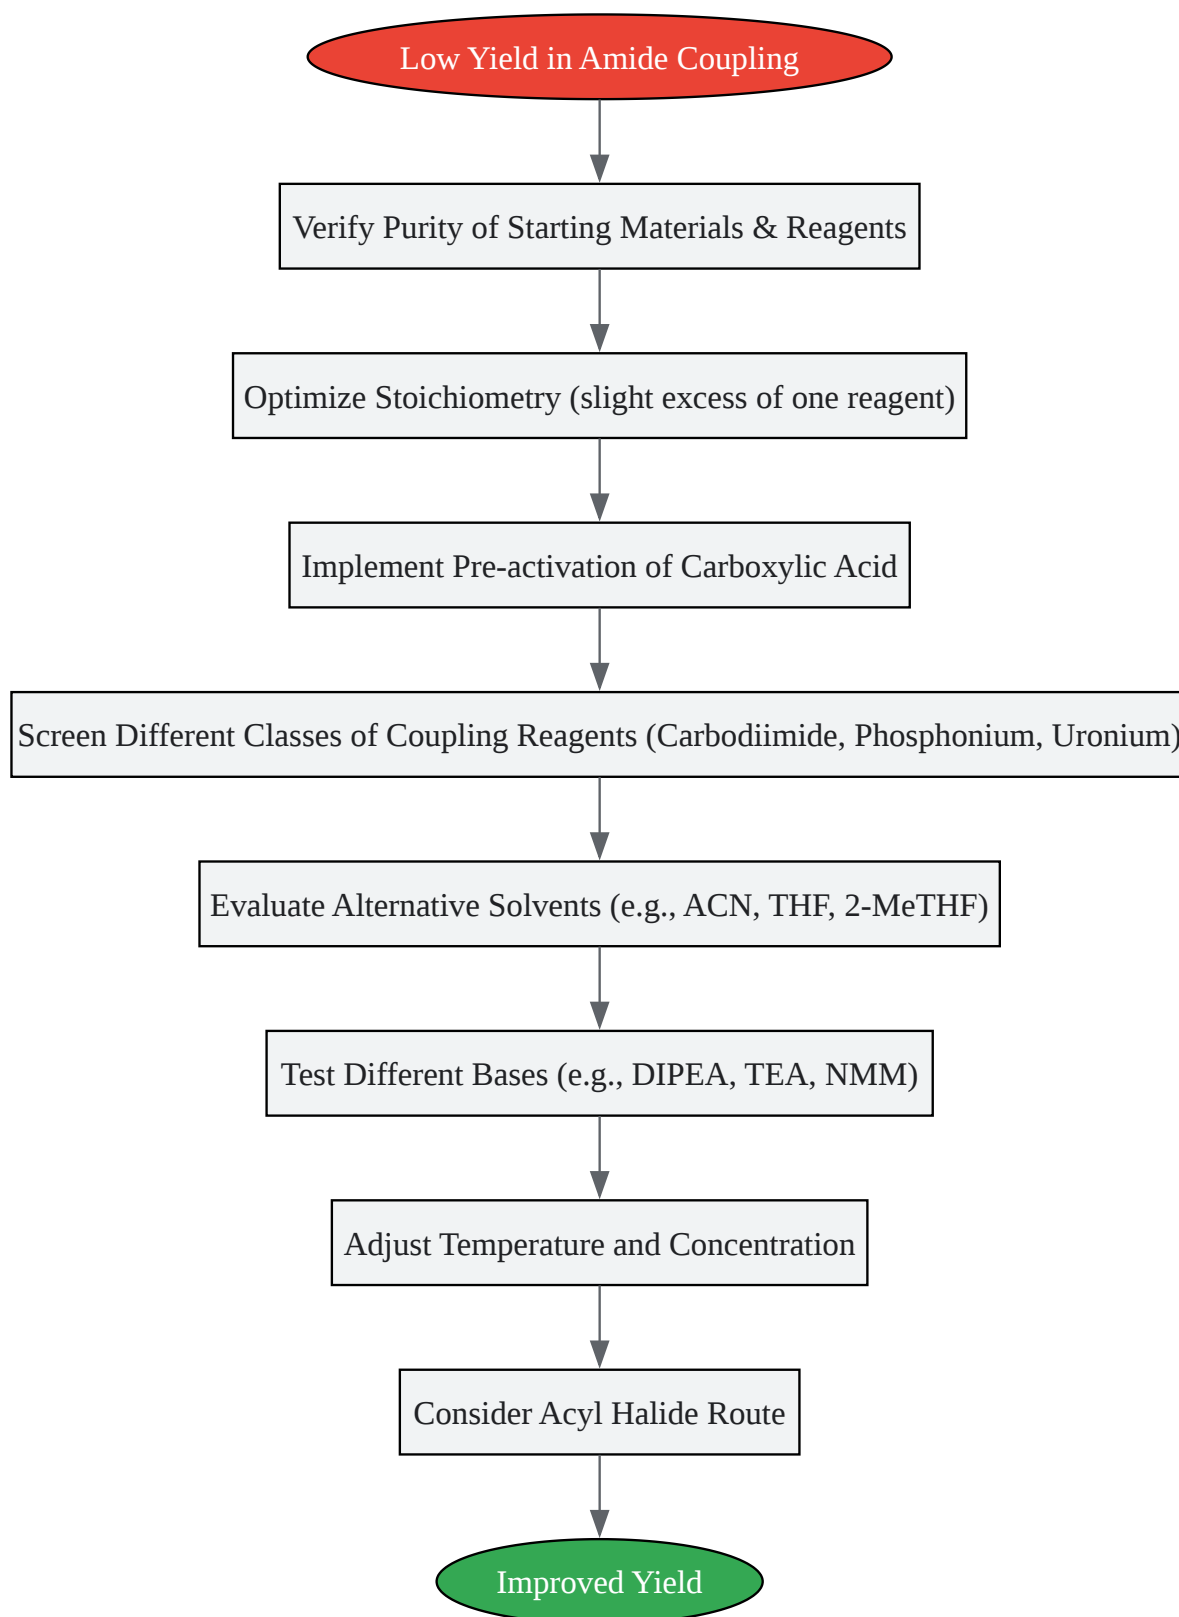 Low Yield in Amide Coupling
Verify Purity of Starting Materials & Reagents
Optimize Stoichiometry (slight excess of one reagent)
Implement Pre-activation of Carboxylic Acid
Screen Different Classes of Coupling Reagents (Carbodiimide, Phosphonium, Uronium)
Evaluate Alternative Solvents (e.g., ACN, THF, 2-MeTHF)
Test Different Bases (e.g., DIPEA, TEA, NMM)
Adjust Temperature and Concentration
Consider Acyl Halide Route
Improved Yield